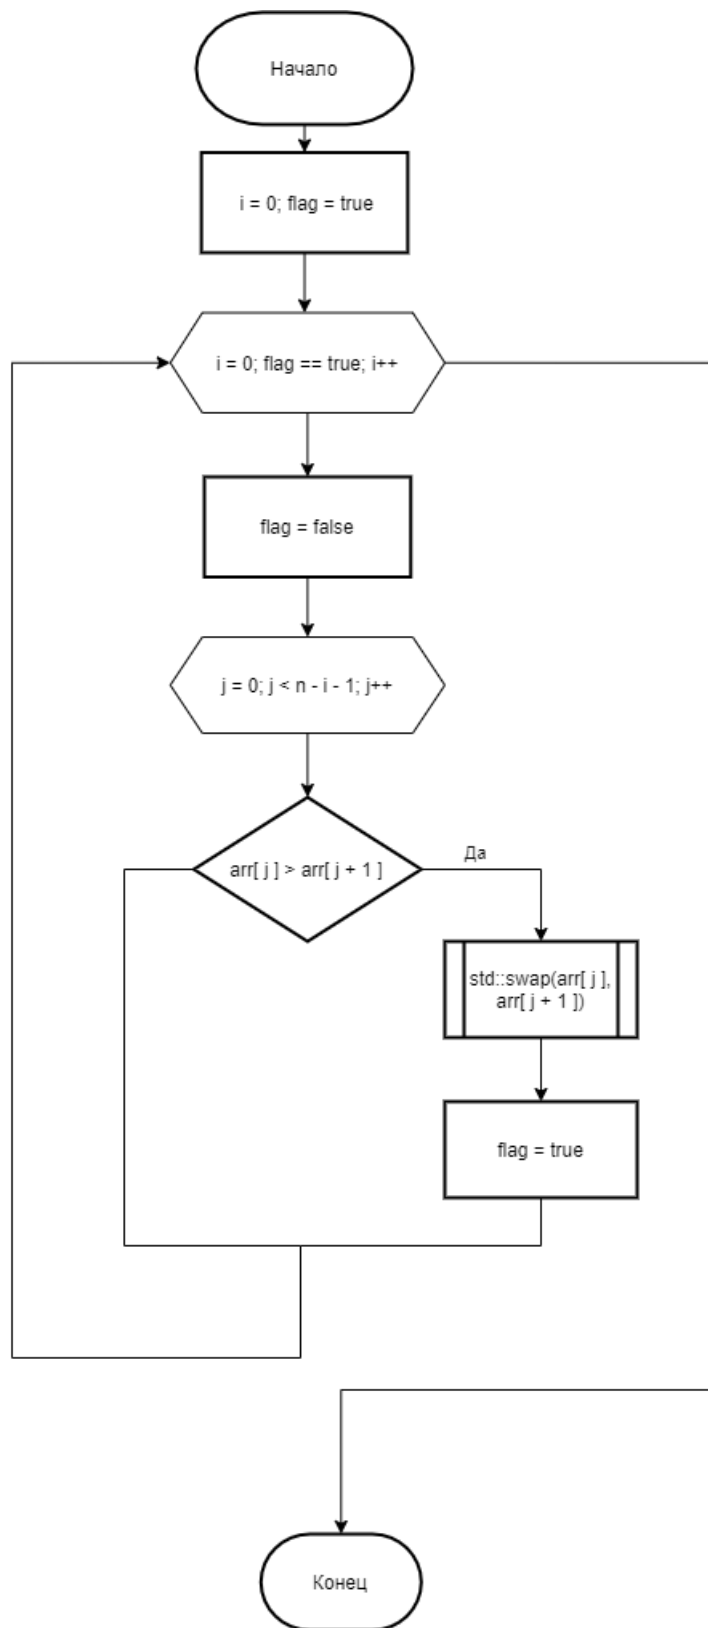 Начало
i = 0; flag = true
i = 0; flag == true; i++
flag = false
j = 0; j < n - i - 1; j++
arr[ j ] > arr[ j + 1 ]
Да
std::swap(arr[ j ],
arr[ j + 1 ])
flag = true
Конец